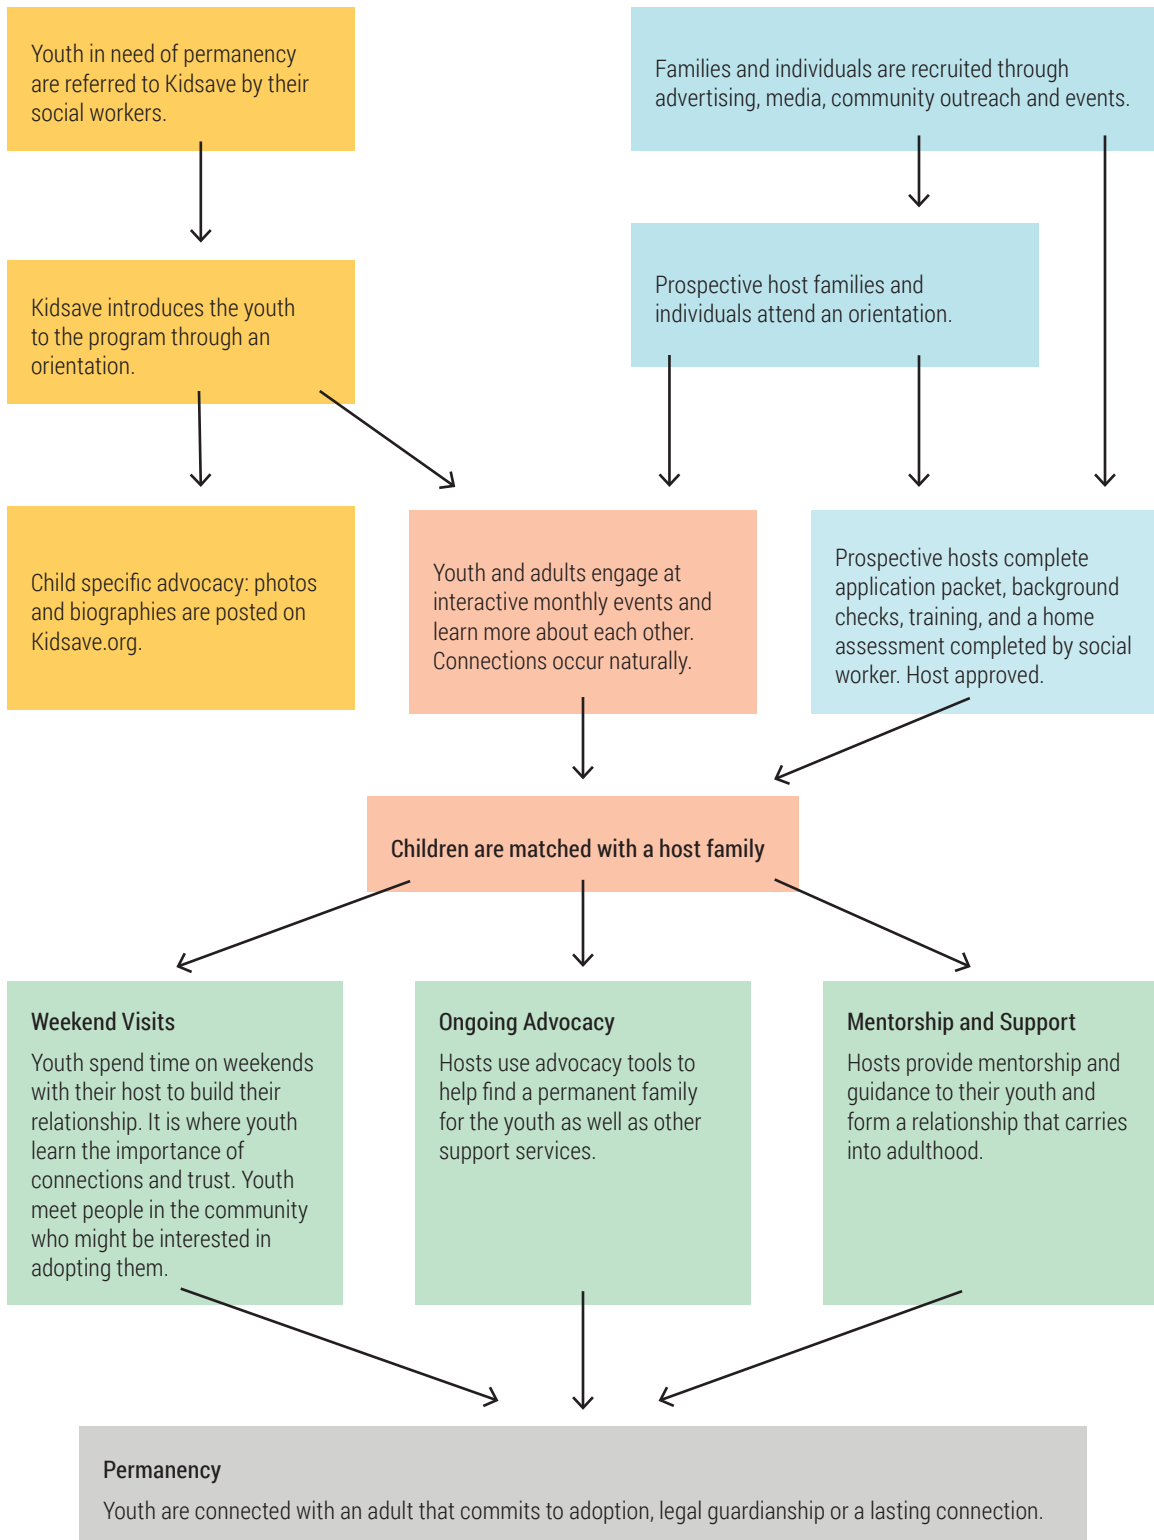 Youth in need of permanency
are referred to Kidsave by their
social workers.
Families and individuals are recruited through
advertising, media, community outreach and events.
Kidsave introduces the youth
to the program through an
orientation.
Prospective host families and
individuals attend an orientation.
Child specific advocacy: photos
and biographies are posted on
Kidsave.org.
Youth and adults engage at
interactive monthly events and
learn more about each other.
Connections occur naturally.
Prospective hosts complete
application packet, background
checks, training, and a home
assessment completed by social
worker. Host approved.
Children are matched with a host family
Weekend Visits
Youth spend time on weekends
with their host to build their
relationship. It is where youth
learn the importance of
connections and trust. Youth
meet people in the community
who might be interested in
adopting them.
Ongoing Advocacy
Hosts use advocacy tools to
help find a permanent family
for the youth as well as other
support services.
Mentorship and Support
Hosts provide mentorship and
guidance to their youth and
form a relationship that carries
into adulthood.
Permanency
Youth are connected with an adult that commits to adoption, legal guardianship or a lasting connection.